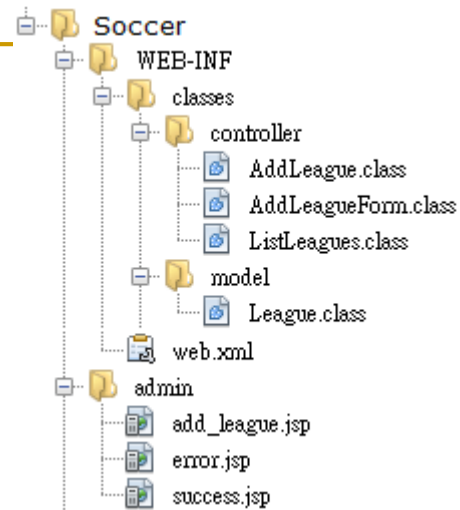 Soccer
WEB-INF
classes
controller
AddLeague.class
AddLeagueForm.class
ListLeagues.class
model
League.class
web.xml
admin
add_league.jsp
error.jsp
success.jsp